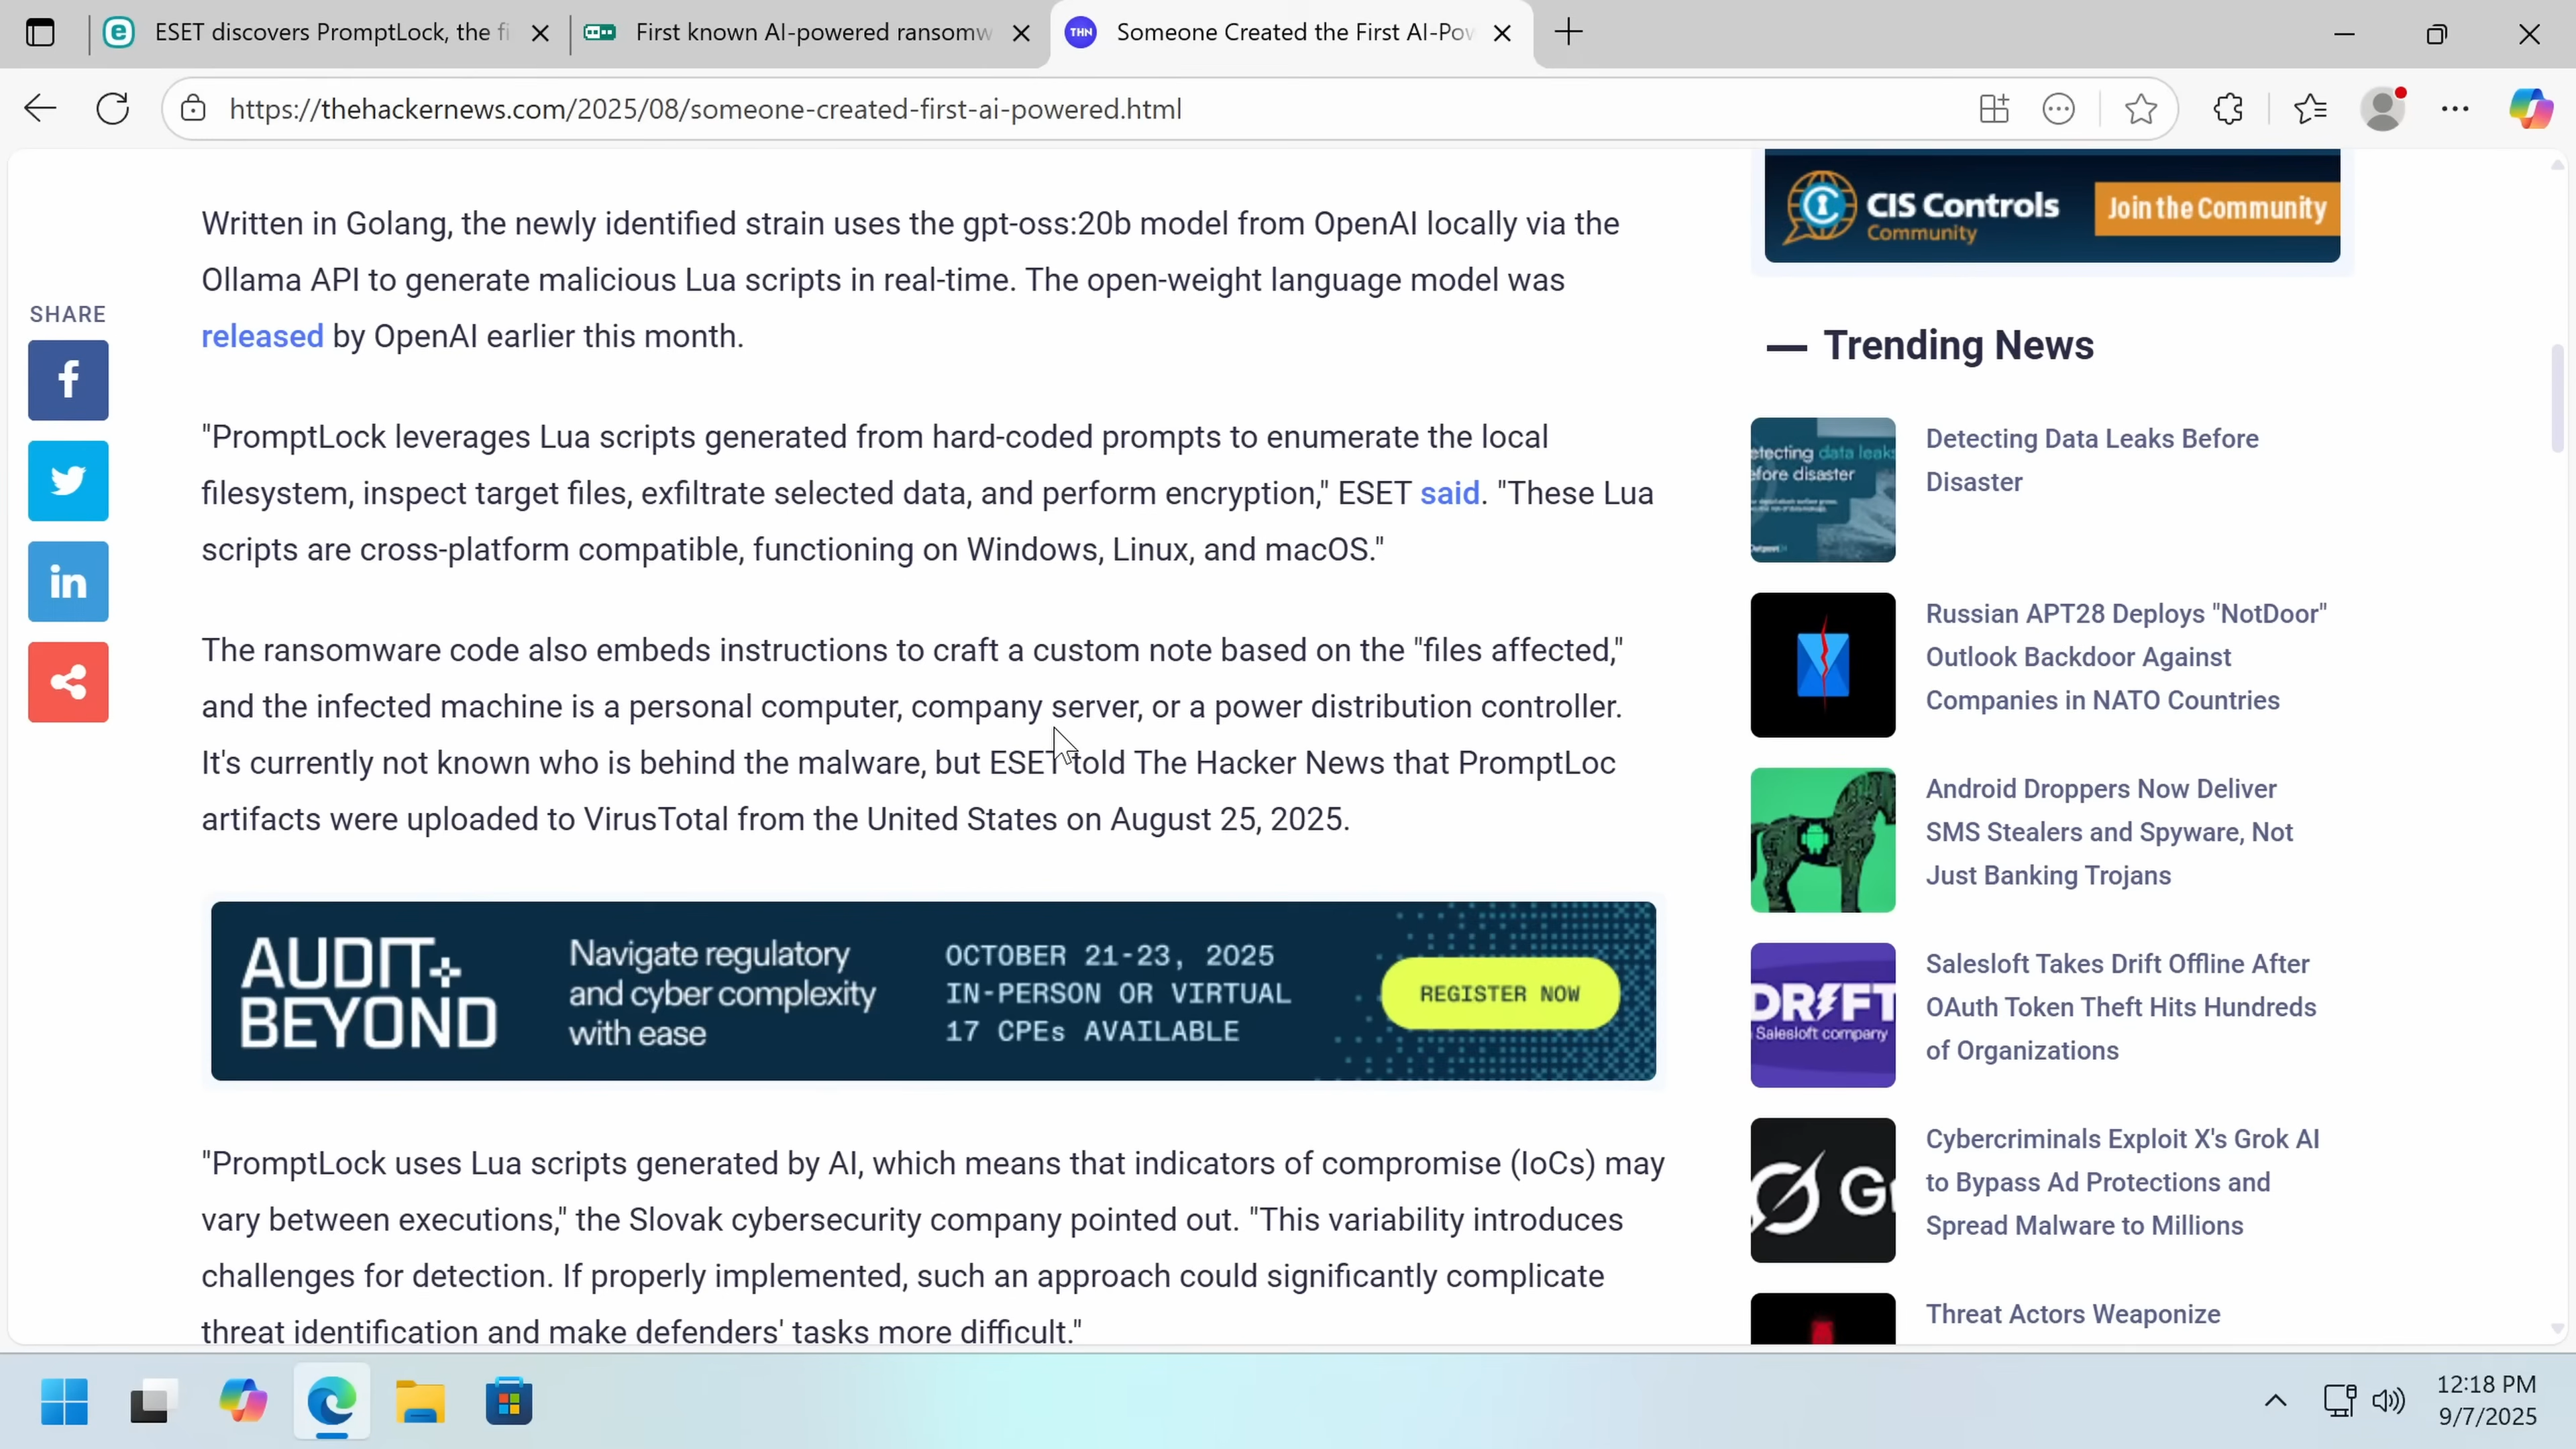 ESET discovers PromptLock, the fi
First known AI-powered ransomw
THN
Someone Created the First AI-Pow
https://thehackernews.com/2025/08/someone-created-first-ai-powered.html
CIS Controls
Community
Join the Community
Written in Golang, the newly identified strain uses the gpt-oss:20b model from OpenAI locally via the
Ollama API to generate malicious Lua scripts in real-time. The open-weight language model was
released by OpenAI earlier this month.
SHARE
"PromptLock leverages Lua scripts generated from hard-coded prompts to enumerate the local
filesystem, inspect target files, exfiltrate selected data, and perform encryption," ESET said. "These Lua
scripts are cross-platform compatible, functioning on Windows, Linux, and macOS."
The ransomware code also embeds instructions to craft a custom note based on the "files affected,"
and the infected machine is a personal computer, company server, or a power distribution controller.
It's currently not known who is behind the malware, but ESET told The Hacker News that PromptLoc
artifacts were uploaded to VirusTotal from the United States on August 25, 2025.
AUDIT+
BEYOND
Navigate regulatory
and cyber complexity
with ease
OCTOBER 21-23, 2025
IN-PERSON OR VIRTUAL
17 CPEs AVAILABLE
REGISTER NOW
"PromptLock uses Lua scripts generated by AI, which means that indicators of compromise (IoCs) may
vary between executions," the Slovak cybersecurity company pointed out. "This variability introduces
challenges for detection. If properly implemented, such an approach could significantly complicate
threat identification and make defenders' tasks more difficult."
Trending News
etecting data leaks
efore disaster
Detecting Data Leaks Before
Disaster
Russian APT28 Deploys "NotDoor"
Outlook Backdoor Against
Companies in NATO Countries
Android Droppers Now Deliver
SMS Stealers and Spyware, Not
Just Banking Trojans
DRIFT
Salesloft company
Salesloft Takes Drift Offline After
OAuth Token Theft Hits Hundreds
of Organizations
Gr
Cybercriminals Exploit X's Grok AI
to Bypass Ad Protections and
Spread Malware to Millions
Threat Actors Weaponize
12:18 PM
9/7/2025